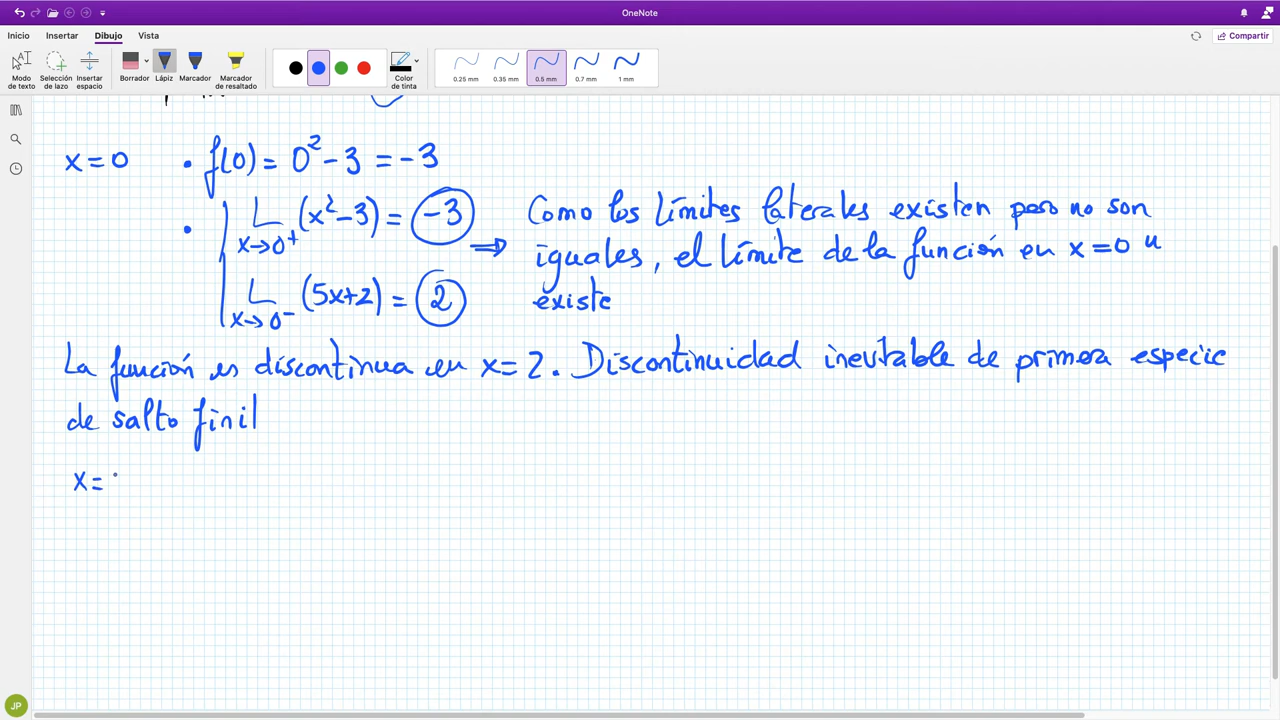 OneNote
Inicio Insertar Dibujo Vista Compartir
Modo de texto Selección de lazo Insertar espacio Borrador Lápiz Marcador Marcador de resaltado Color de tinta 0.25 mm 0.35 mm 0.5 mm 0.7 mm 1 mm
x=0 • f(0) = 0² - 3 = -3
• Lim x→0⁺ (x²-3) = -3 ⇒ Como los límites laterales existen pero no son
iguales, el límite de la función en x=0 u
Lim x→0⁻ (5x+2) = 2 existe
La función es discontinua en x=2. Discontinuidad inevitable de primera especie
de salto finil
x=
JP